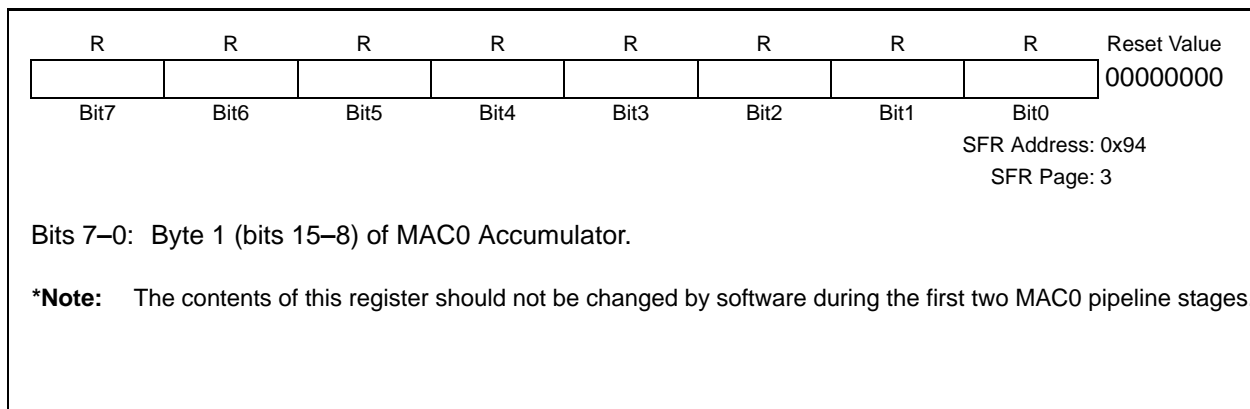 R R R R R R R R Reset Value
00000000
Bit7 Bit6 Bit5 Bit4 Bit3 Bit2 Bit1 Bit0
SFR Address: 0x94
SFR Page: 3
Bits 7–0: Byte 1 (bits 15–8) of MAC0 Accumulator.
*Note: The contents of this register should not be changed by software during the first two MAC0 pipeline stages